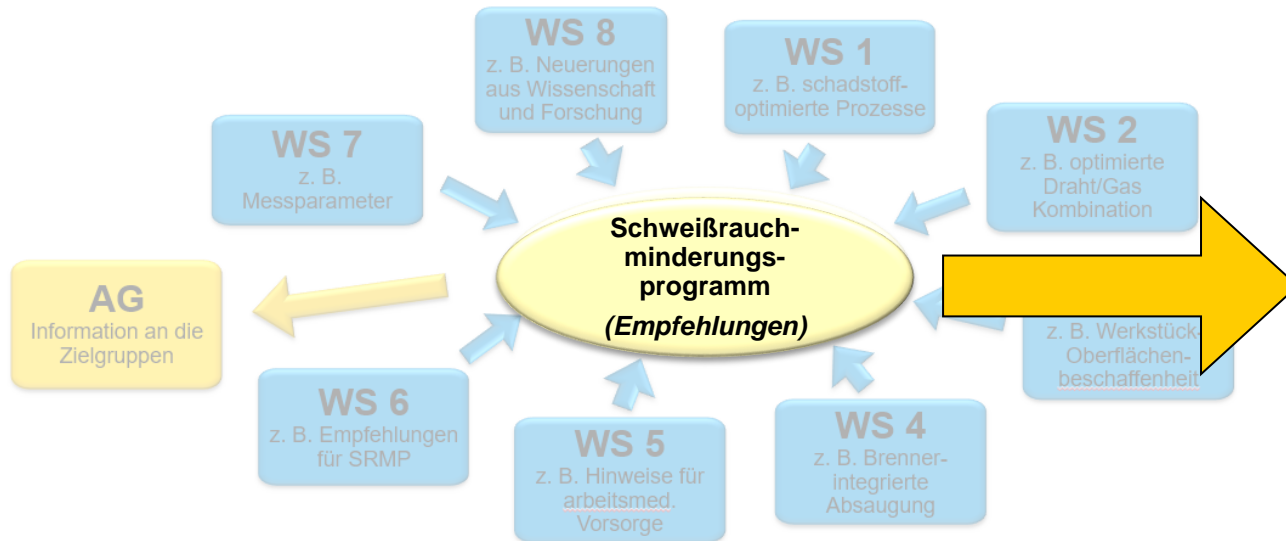 WS 8
z. B. Neuerungen
aus Wissenschaft
und Forschung
WS 1
z. B. schadstoff-
optimierte Prozesse
WS 7
z. B.
Messparameter
WS 2
z. B. optimierte
Draht/Gas
Kombination
Schweißrauch-
minderungs-
programm
(Empfehlungen)
AG
Information an die
Zielgruppen
z. B. Werkstück-
Oberflächen-
beschaffenheit
WS 6
z. B. Empfehlungen
für SRMP
WS 5
z. B. Hinweise für
arbeitsmed.
Vorsorge
WS 4
z. B. Brenner-
integrierte
Absaugung